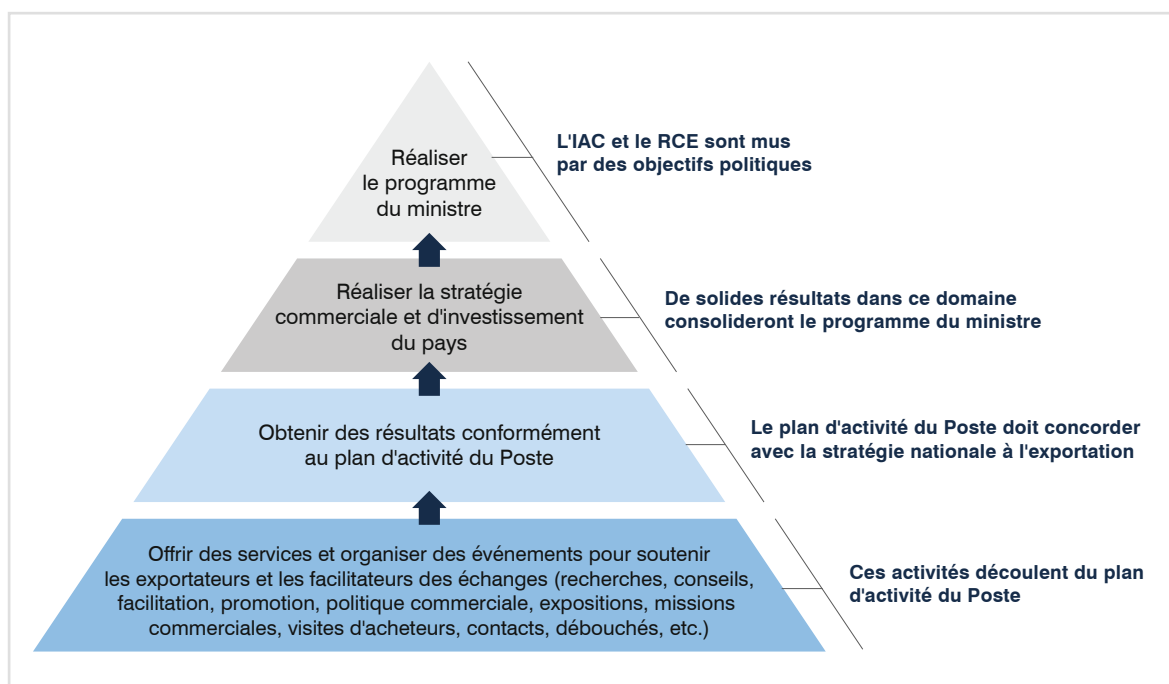 Réaliser
le programme
du ministre
L'IAC et le RCE sont mus
par des objectifs politiques
Réaliser la stratégie
commerciale et d'investissement
du pays
De solides résultats dans ce domaine
consolideront le programme du ministre
Obtenir des résultats conformément
au plan d'activité du Poste
Le plan d'activité du Poste doit concorder
avec la stratégie nationale à l'exportation
Offrir des services et organiser des événements pour soutenir
les exportateurs et les facilitateurs des échanges (recherches, conseils,
facilitation, promotion, politique commerciale, expositions, missions
commerciales, visites d'acheteurs, contacts, débouchés, etc.)
Ces activités découlent du plan
d'activité du Poste